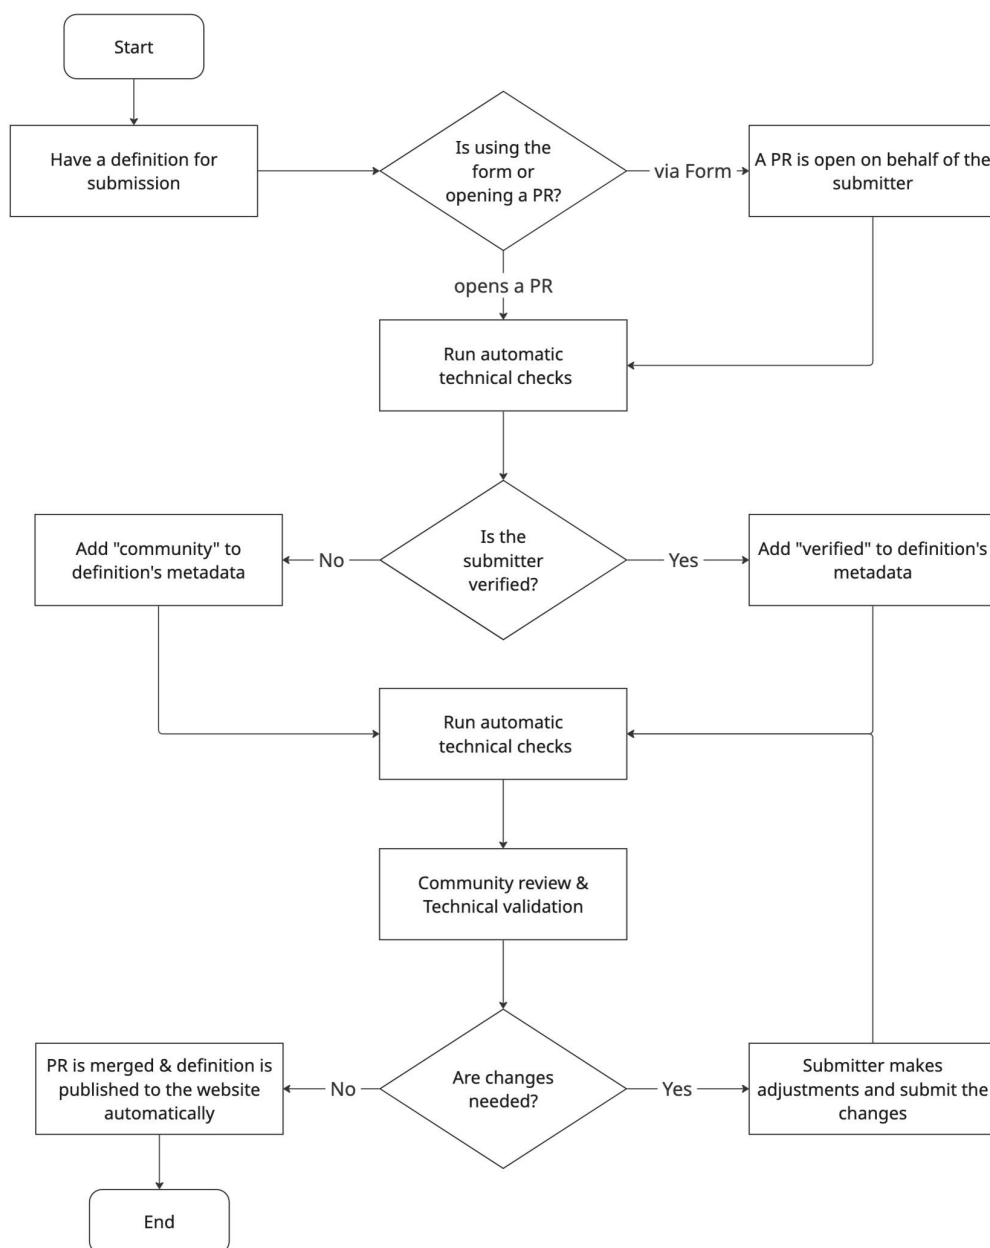 Start
Have a definition for
submission
Is using the
form or
opening a PR?
via Form
A PR is open on behalf of the
submitter
opens a PR
Run automatic
technical checks
Is the
submitter
verified?
No
Add "community" to
definition's metadata
Yes
Add "verified" to definition's
metadata
Run automatic
technical checks
Community review &
Technical validation
Are changes
needed?
No
PR is merged & definition is
published to the website
automatically
Yes
Submitter makes
adjustments and submit the
changes
End